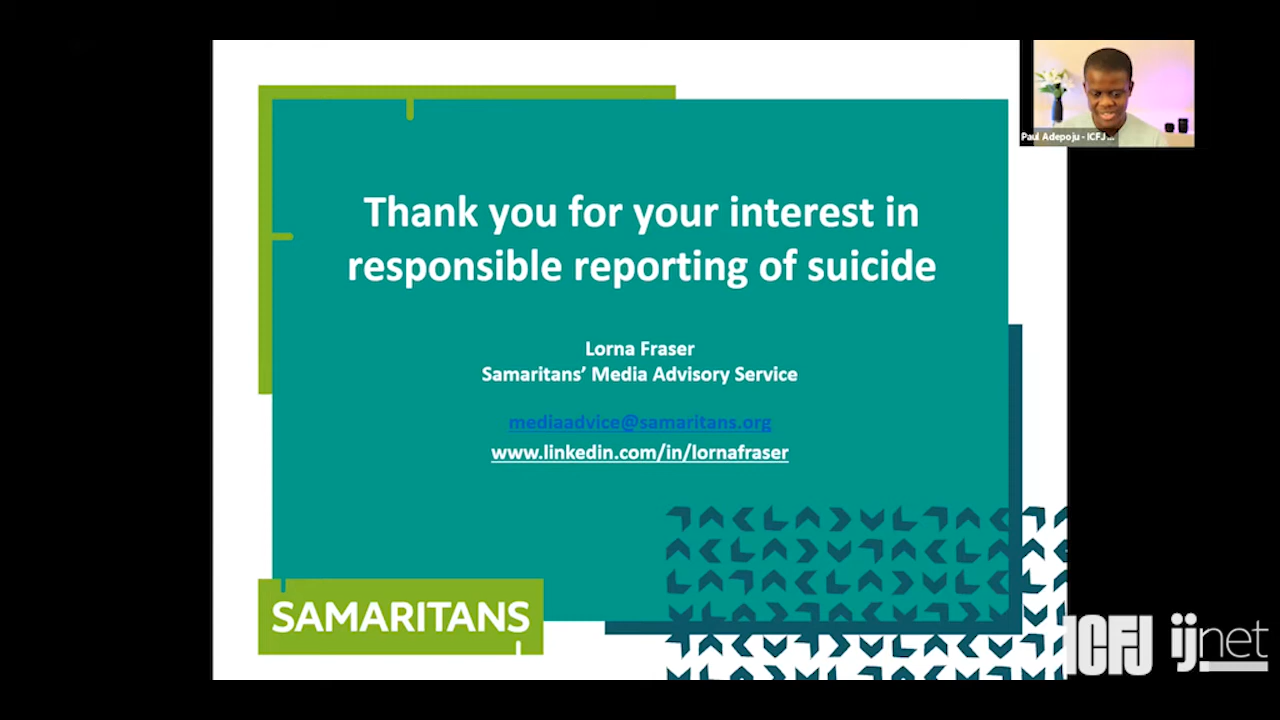 Paul Adepoju - ICFJ ...
Thank you for your interest in
responsible reporting of suicide
Lorna Fraser
Samaritans’ Media Advisory Service
mediaadvice@samaritans.org
www.linkedin.com/in/lornafraser
SAMARITANS
ICFJ ijnet